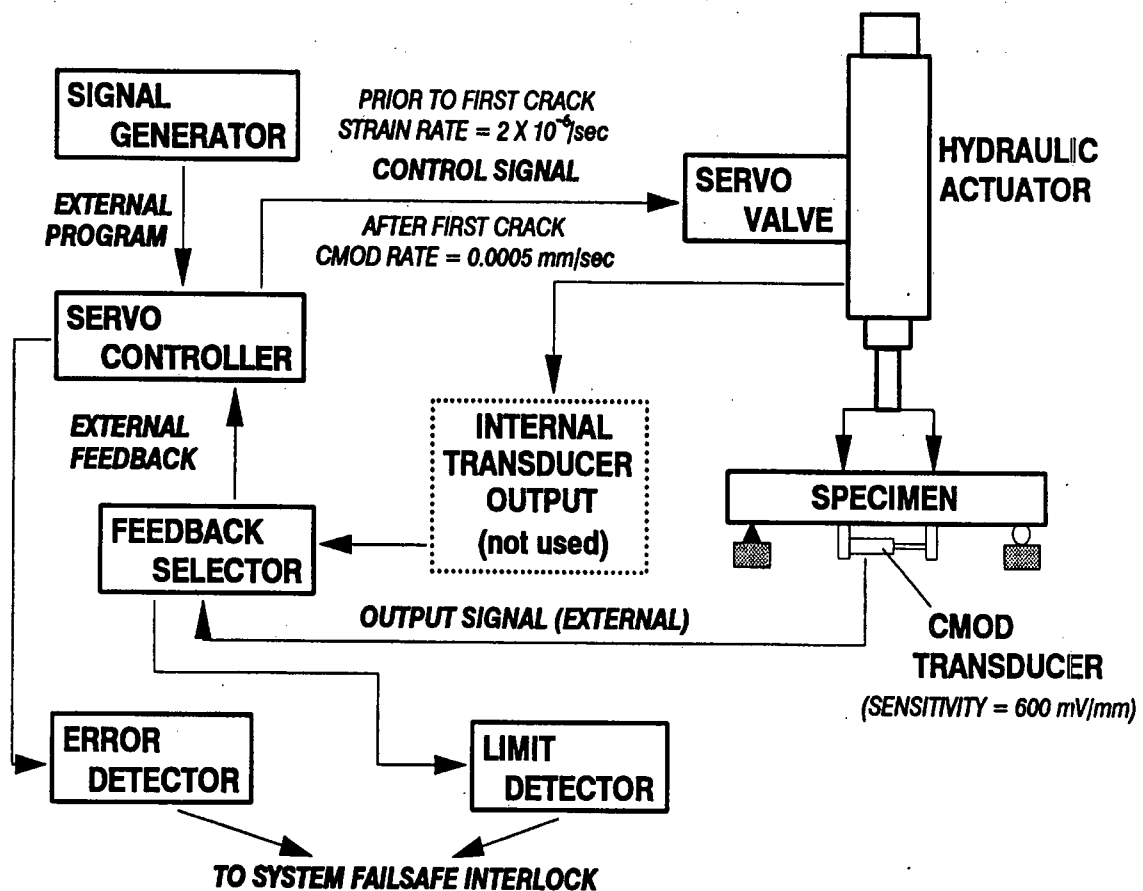 SIGNAL
GENERATOR
PRIOR TO FIRST CRACK
STRAIN RATE = 2 X 10⁻⁶/sec
CONTROL SIGNAL
AFTER FIRST CRACK
CMOD RATE = 0.0005 mm/sec
EXTERNAL
PROGRAM
SERVO
VALVE
HYDRAULIC
ACTUATOR
SERVO
CONTROLLER
EXTERNAL
FEEDBACK
INTERNAL
TRANSDUCER
OUTPUT
(not used)
SPECIMEN
FEEDBACK
SELECTOR
OUTPUT SIGNAL (EXTERNAL)
CMOD
TRANSDUCER
(SENSITIVITY = 600 mV/mm)
ERROR
DETECTOR
LIMIT
DETECTOR
TO SYSTEM FAILSAFE INTERLOCK